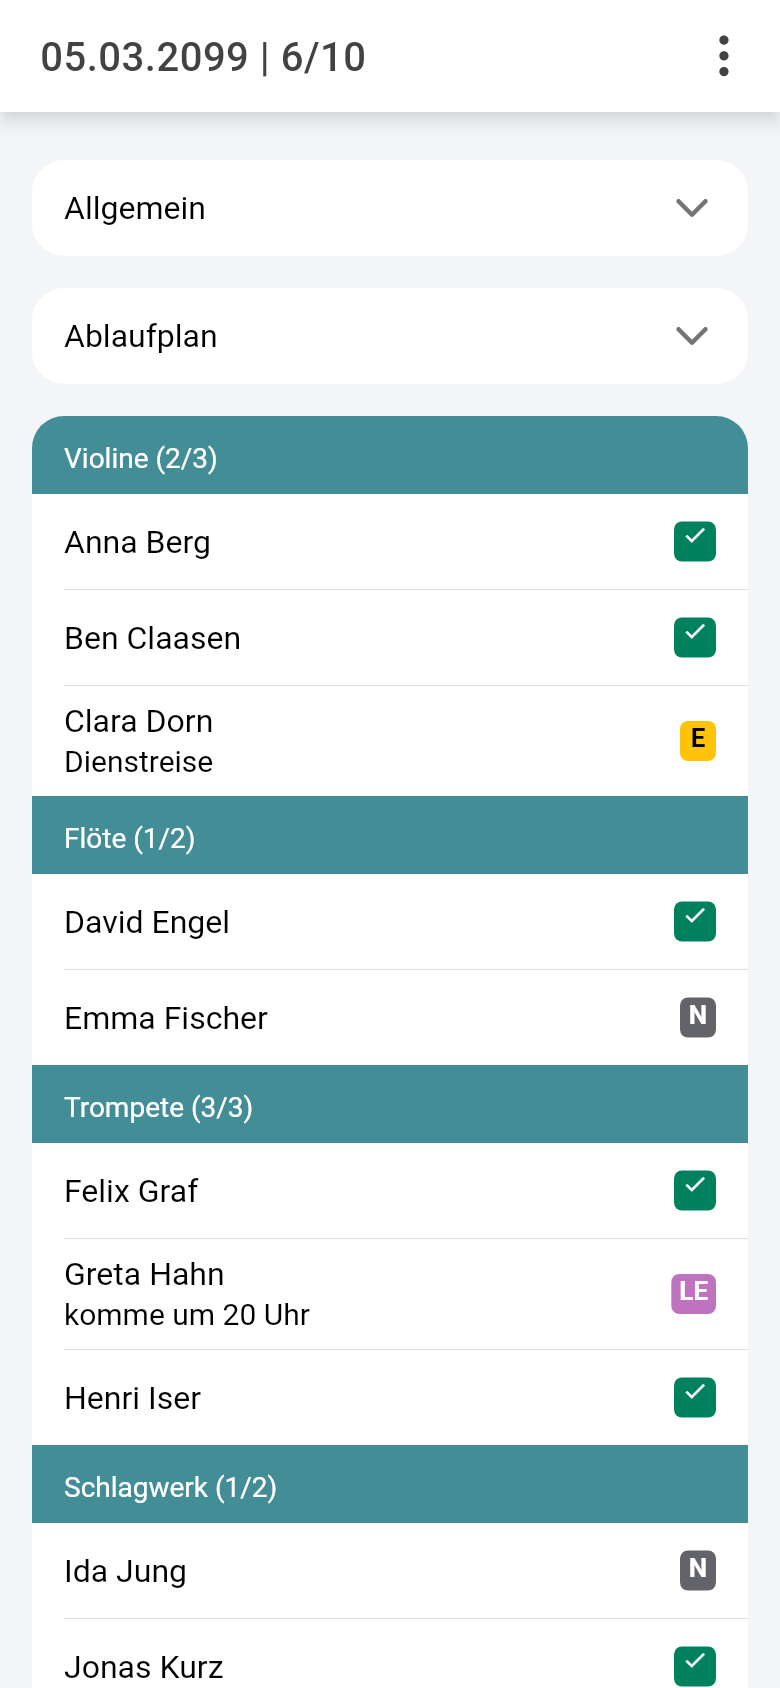 05.03.2099 | 6/10
Allgemein
Ablaufplan
Violine (2/3)
Anna Berg
Ben Claasen
Clara Dorn
Dienstreise
E
Flöte (1/2)
David Engel
Emma Fischer
N
Trompete (3/3)
Felix Graf
Greta Hahn
komme um 20 Uhr
LE
Henri Iser
Schlagwerk (1/2)
Ida Jung
N
Jonas Kurz